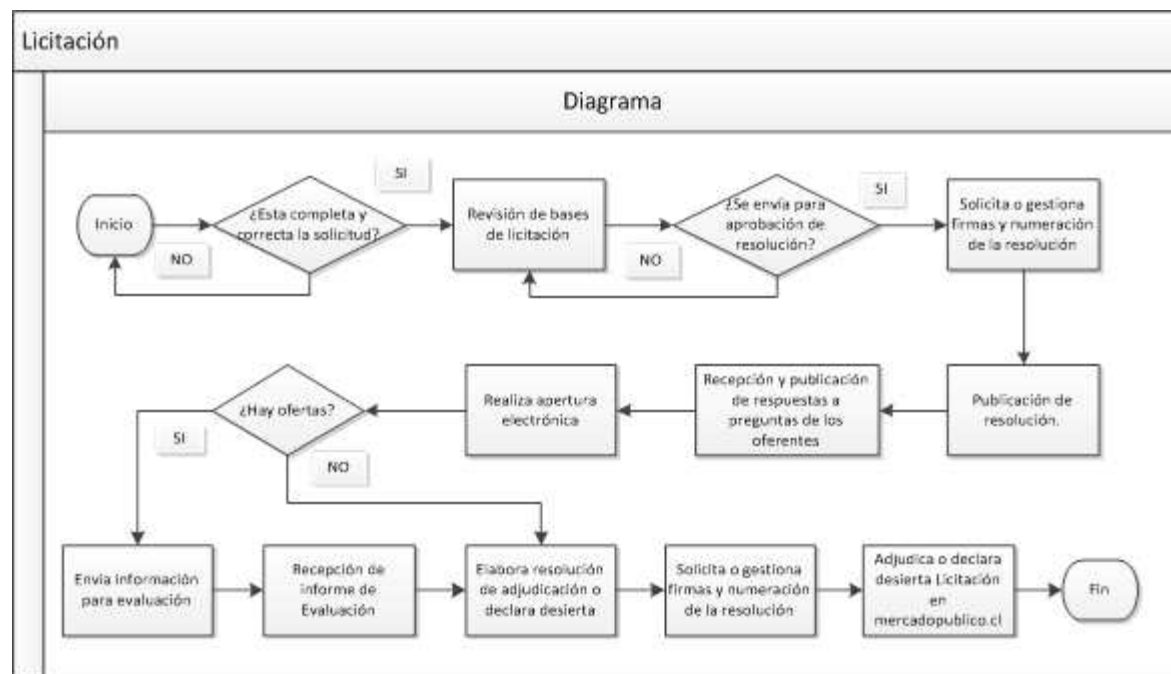 Licitación
Diagrama
SI
SI
Inicio
¿Esta completa y
correcta la solicitud?
Revisión de bases
de licitación
¿Se envía para
aprobación de
resolución?
Solicita o gestiona
firmas y numeración
de la resolución
NO
NO
¿Hay ofertas?
Realiza apertura
electrónica
Recepción y publicación
de respuestas a
preguntas de los
oferentes
Publicación de
resolución.
SI
NO
Envía información
para evaluación
Recepción de
informe de
Evaluación
Elabora resolución
de adjudicación o
declara desierta
Solicita o gestiona
firmas y numeración
de la resolución
Adjudica o declara
desierta Licitación
en
mercadopublico.cl
Fin